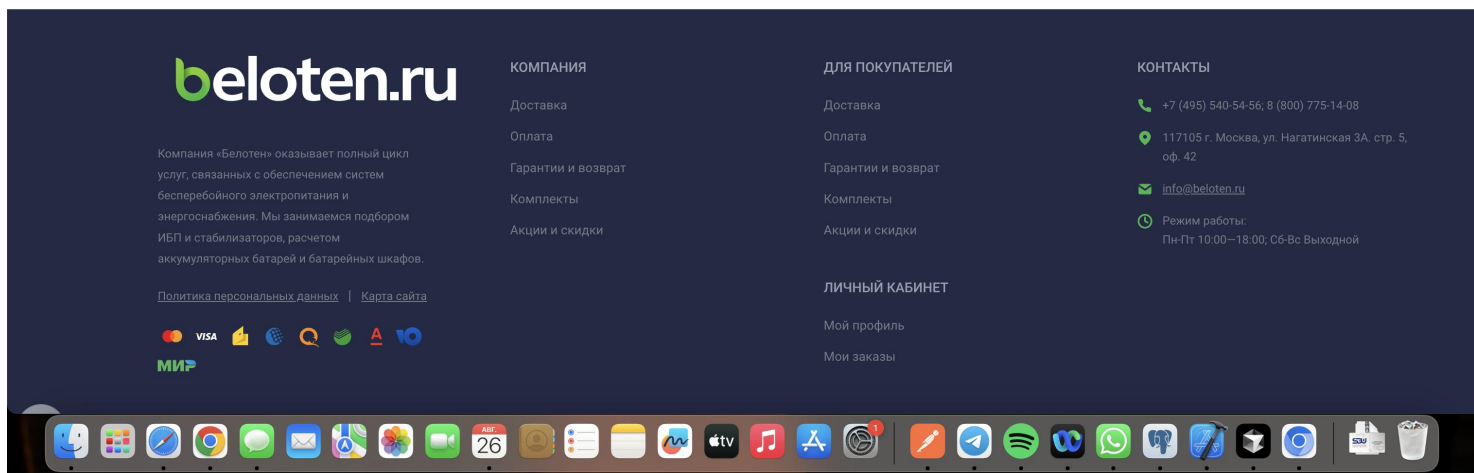 beloten.ru
Компания «Белотен» оказывает полный цикл
услуг, связанных с обеспечением систем
бесперебойного электропитания и
энергоснабжения. Мы занимаемся подбором
ИБП и стабилизаторов, расчетом
аккумуляторных батарей и батарейных шкафов.
Политика персональных данных | Карта сайта
VISA
МИР
КОМПАНИЯ
Доставка
Оплата
Гарантии и возврат
Комплекты
Акции и скидки
ДЛЯ ПОКУПАТЕЛЕЙ
Доставка
Оплата
Гарантии и возврат
Комплекты
Акции и скидки
ЛИЧНЫЙ КАБИНЕТ
Мой профиль
Мои заказы
КОНТАКТЫ
+7 (495) 540-54-56; 8 (800) 775-14-08
117105 г. Москва, ул. Нагатинская 3А. стр. 5,
оф. 42
info@beloten.ru
Режим работы:
Пн-Пт 10:00—18:00; Сб-Вс Выходной
АВГ.
26
tv
1